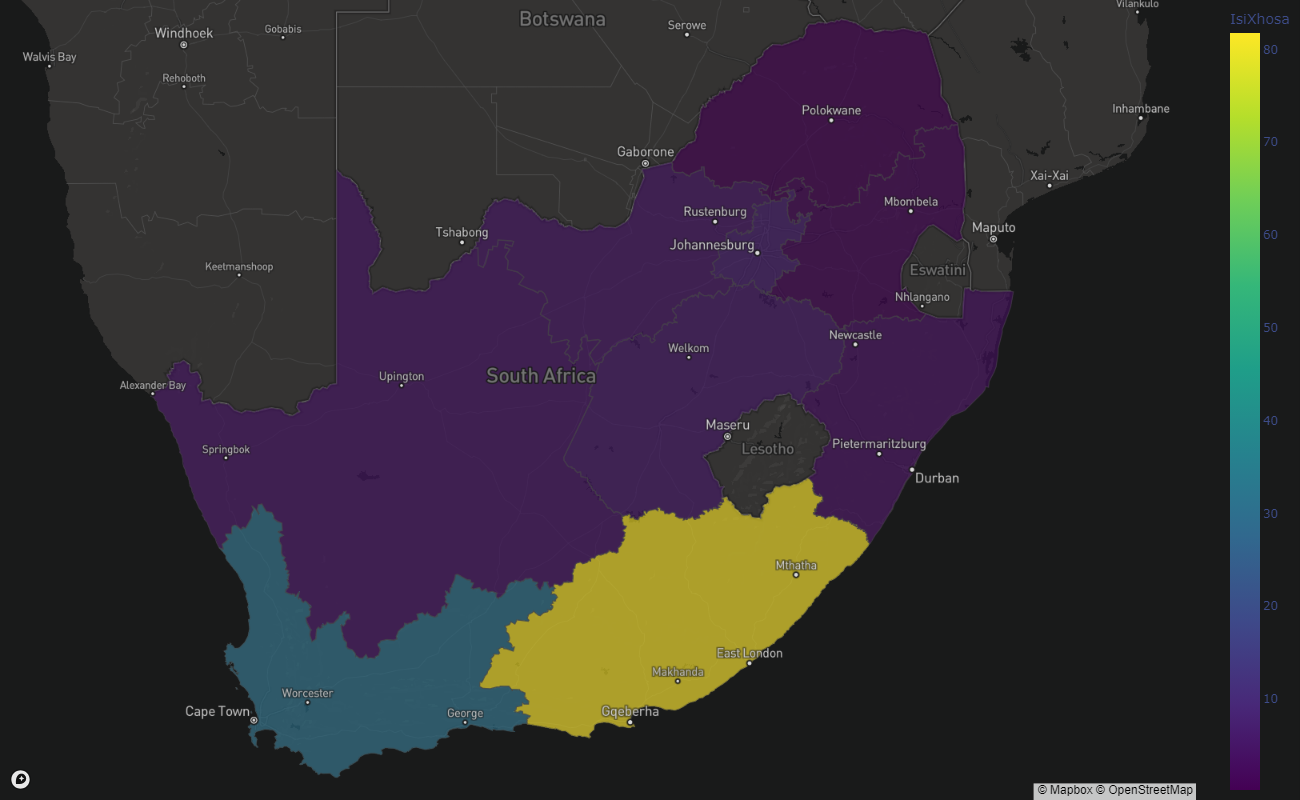 Botswana
Vilankulo
IsiXhosa
Gobabis
Serowe
Windhoek
80
Walvis Bay
Rehoboth
Polokwane
Inhambane
70
Gaborone
Xai-Xai
Mbombela
Rustenburg
Tshabong
Maputo
60
Johannesburg
Keetmanshoop
Eswatini
Nhlangano
50
Newcastle
Welkom
Upington
South Africa
Alexander Bay
40
Maseru
Pietermaritzburg
Springbok
Lesotho
Durban
30
Mthatha
20
East London
Makhanda
Worcester
10
Cape Town
George
Gqeberha
© Mapbox © OpenStreetMap